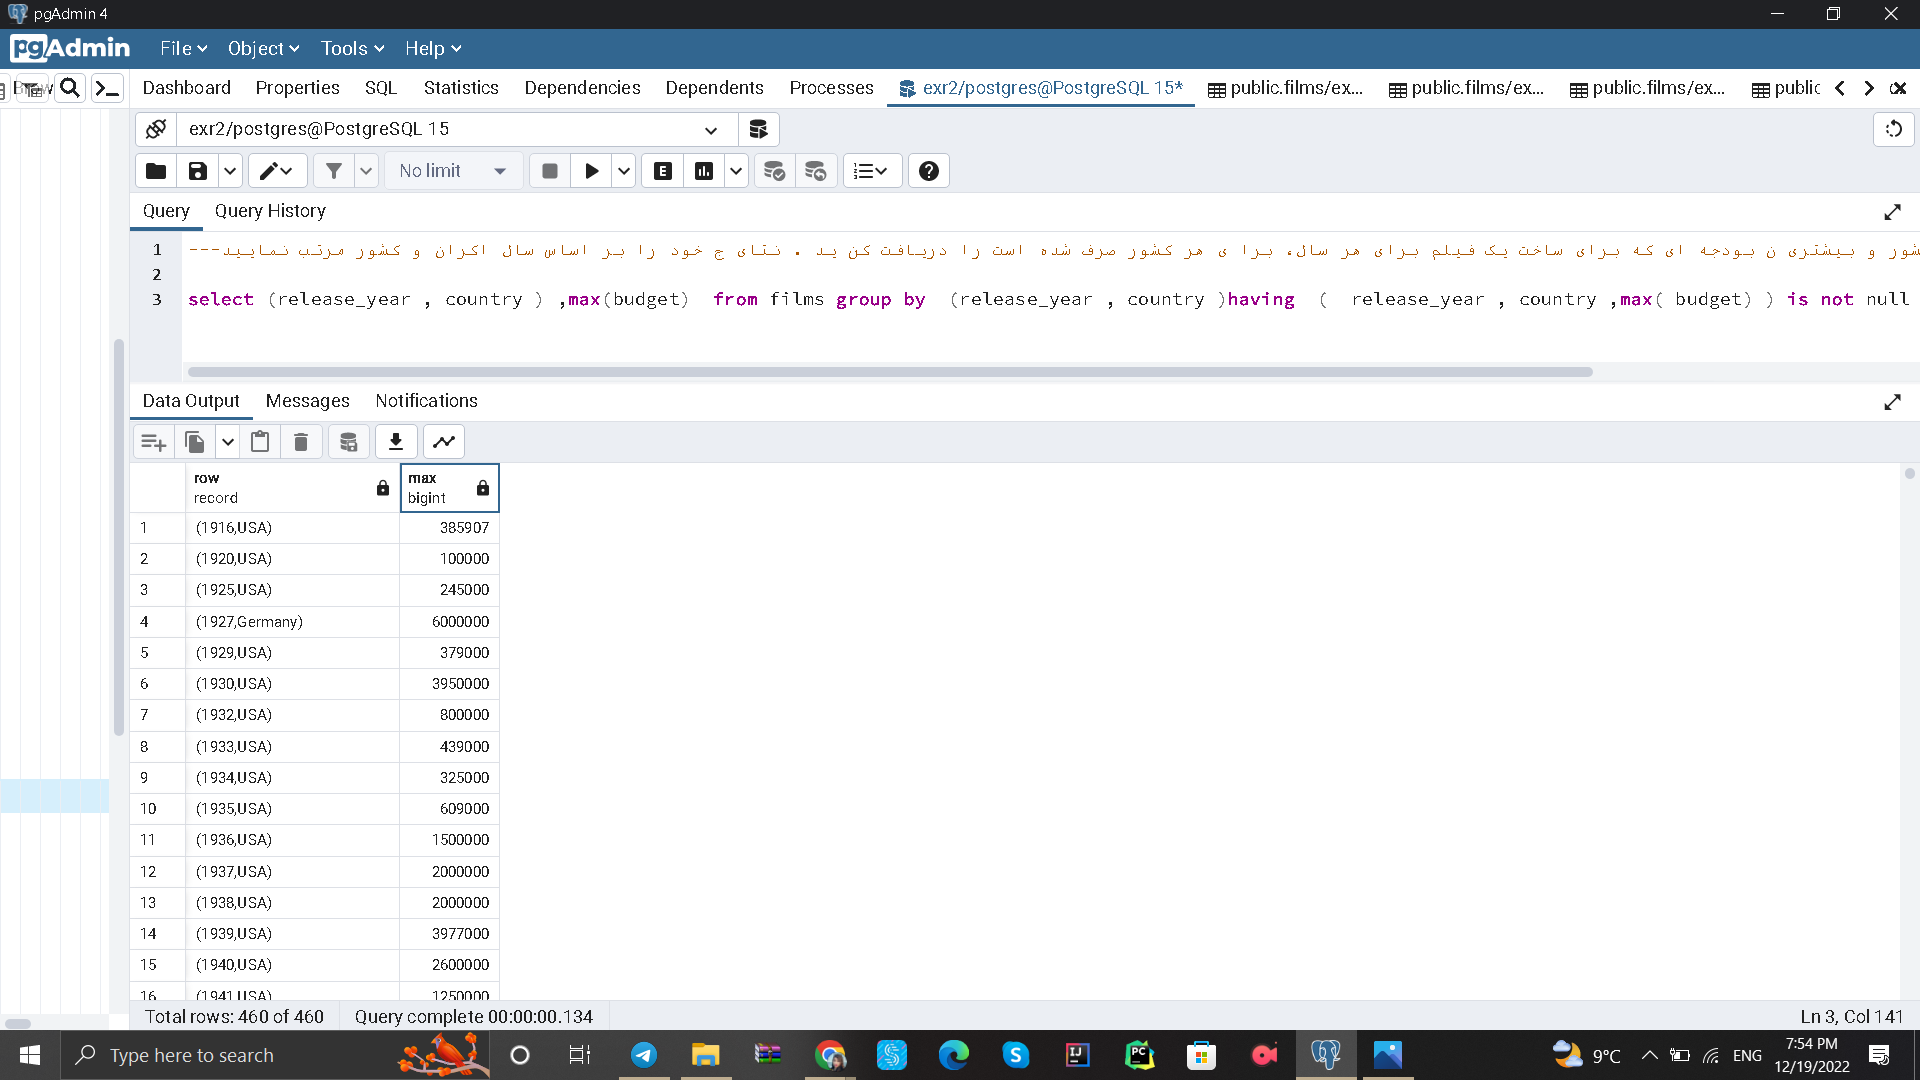 pgAdmin 4
pgAdmin File Object Tools Help
Dashboard Properties SQL Statistics Dependencies Dependents Processes exr2/postgres@PostgreSQL 15* public.films/ex... public.films/ex... public.films/ex... public
exr2/postgres@PostgreSQL 15
No limit E
Query Query History
1 شور و بیشتری ن بودجه ای که برای ساخت یک فیلم برای هر سال، برا ی هر کشور صرف شده است را دریافت کن ید . نتای ج خود را بر اساس سال اکران و کشور مرتب نمایید---
2
3 select (release_year , country ) ,max(budget) from films group by (release_year , country )having ( release_year , country ,max( budget) ) is not null
Data Output Messages Notifications
row max
record bigint
1 (1916,USA) 385907
2 (1920,USA) 100000
3 (1925,USA) 245000
4 (1927,Germany) 6000000
5 (1929,USA) 379000
6 (1930,USA) 3950000
7 (1932,USA) 800000
8 (1933,USA) 439000
9 (1934,USA) 325000
10 (1935,USA) 609000
11 (1936,USA) 1500000
12 (1937,USA) 2000000
13 (1938,USA) 2000000
14 (1939,USA) 3977000
15 (1940,USA) 2600000
16 (1941,USA) 1250000
Total rows: 460 of 460 Query complete 00:00:00.134 Ln 3, Col 141
Type here to search 9°C ENG 7:54 PM
12/19/2022